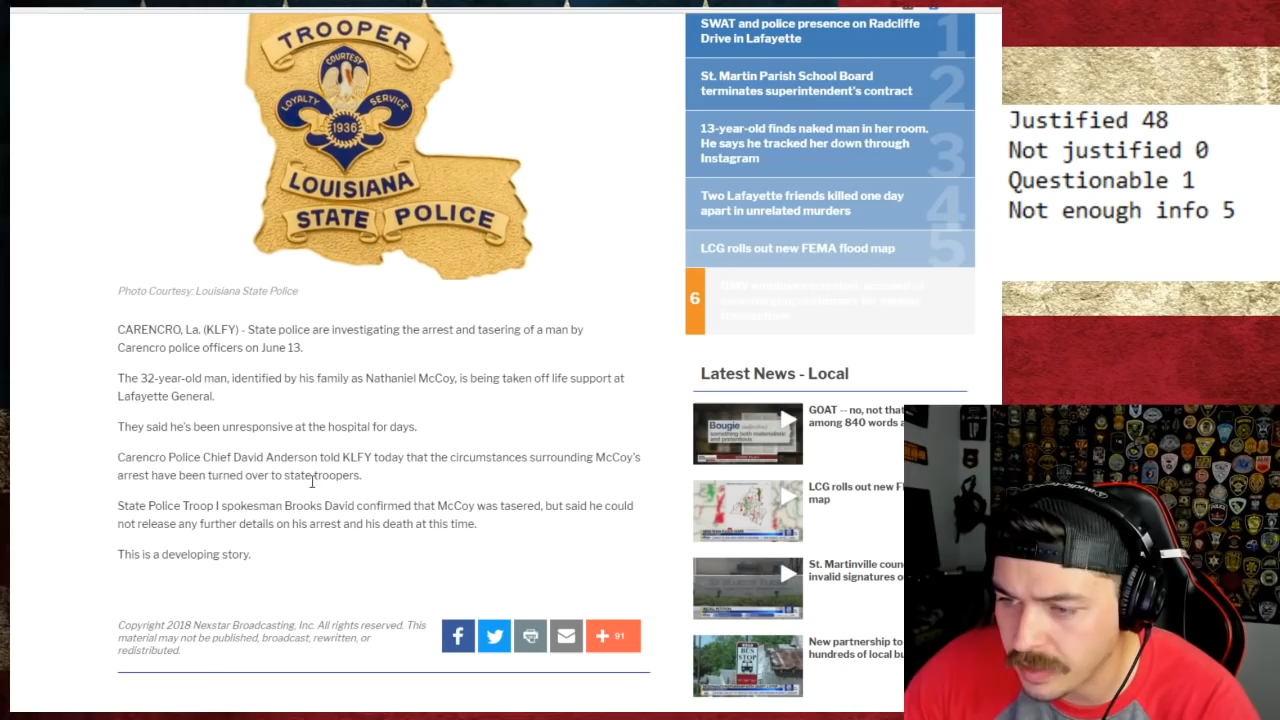 TROOPER
COURTESY
LOYALTY
SERVICE
1936
LOUISIANA
STATE POLICE
Photo Courtesy: Louisiana State Police
CARENCRO, La. (KLFY) - State police are investigating the arrest and tasering of a man by
Carencro police officers on June 13.
The 32-year-old man, identified by his family as Nathaniel McCoy, is being taken off life support at
Lafayette General.
They said he's been unresponsive at the hospital for days.
Carencro Police Chief David Anderson told KLFY today that the circumstances surrounding McCoy's
arrest have been turned over to state troopers.
State Police Troop I spokesman Brooks David confirmed that McCoy was tasered, but said he could
not release any further details on his arrest and his death at this time.
This is a developing story.
Copyright 2018 Nexstar Broadcasting, Inc. All rights reserved. This
material may not be published, broadcast, rewritten, or
redistributed.
91
SWAT and police presence on Radcliffe
Drive in Lafayette
1
St. Martin Parish School Board
terminates superintendent's contract
2
13-year-old finds naked man in her room.
He says he tracked her down through
Instagram
3
Two Lafayette friends killed one day
apart in unrelated murders
4
LCG rolls out new FEMA flood map
5
6
Latest News - Local
Bougie
GOAT -- no, not tha
among 840 words a
LCG rolls out new F
map
St. Martinville coun
invalid signatures o
BUS
STOP
New partnership to
hundreds of local bu
Justified 48
Not justified 0
Questionable 1
Not enough info 5